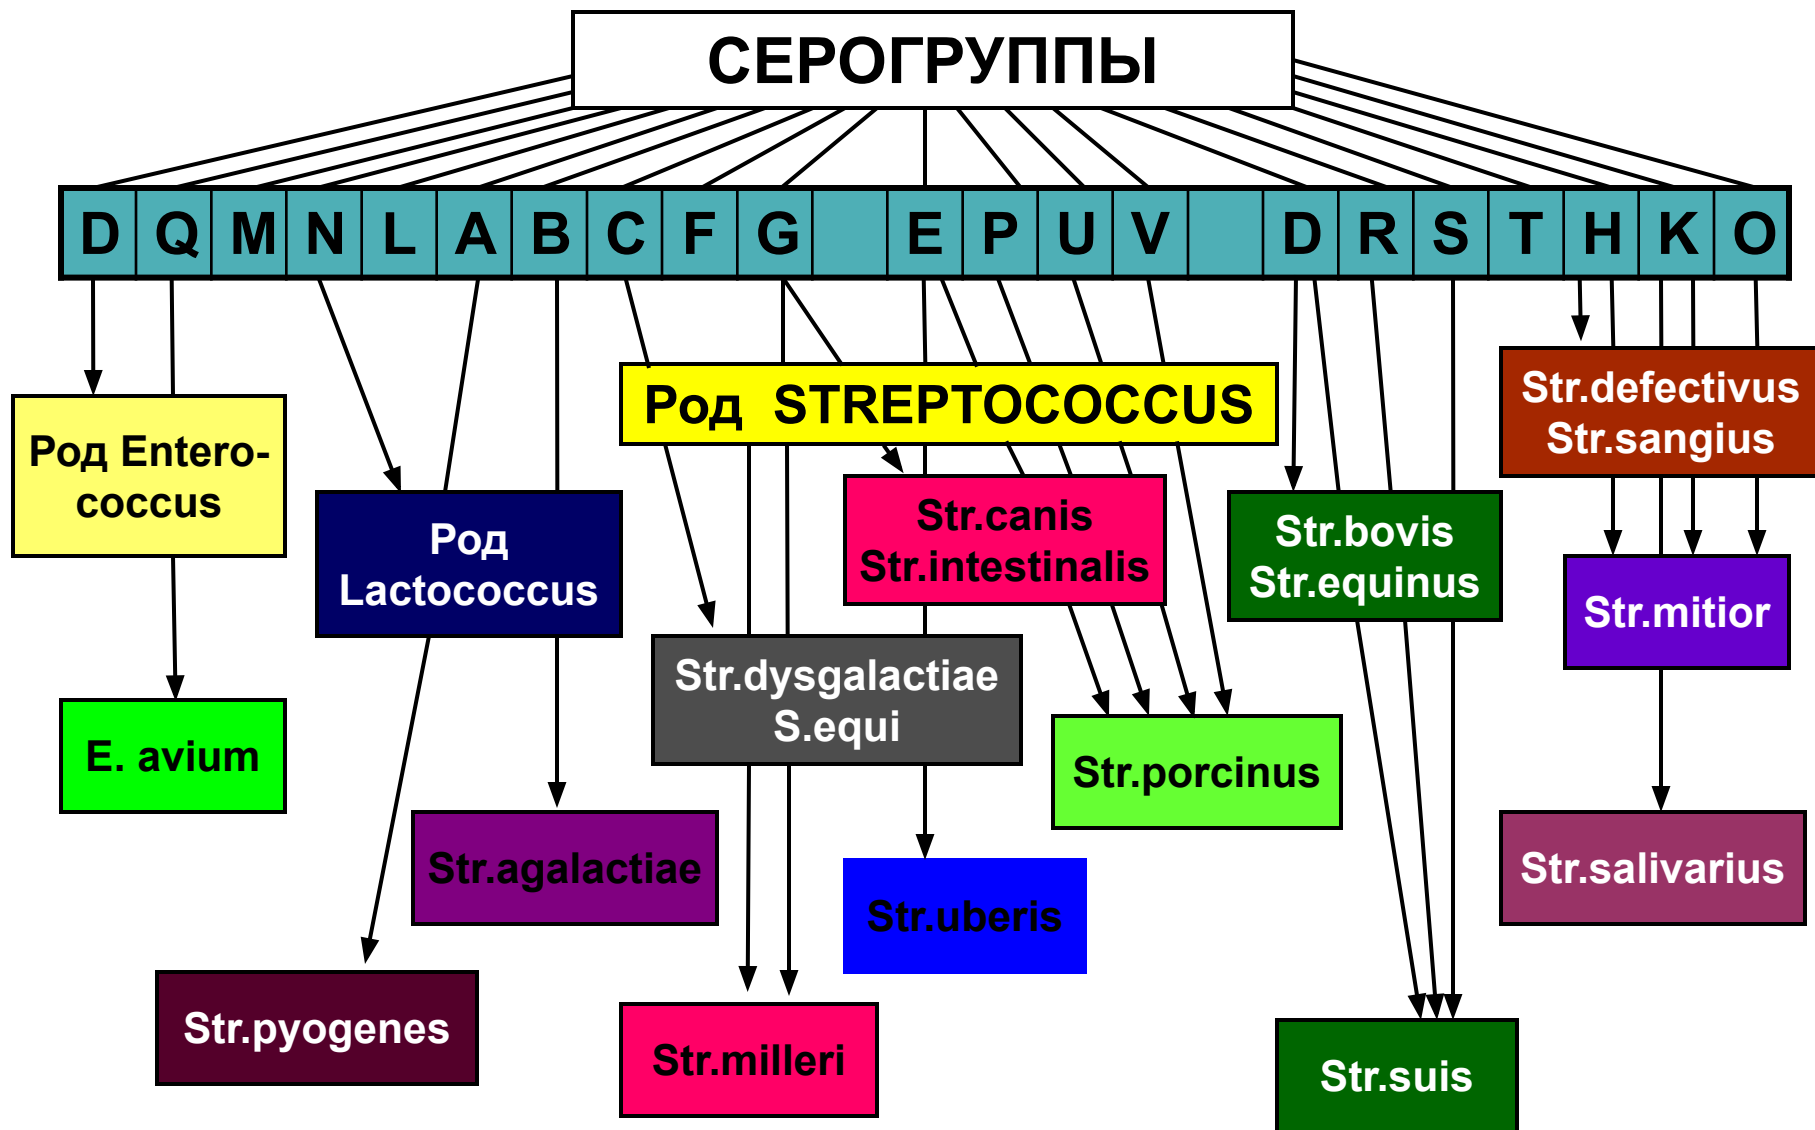 СЕРОГРУППЫ
D Q M N L A B C F G E P U V D R S T H K O
Род STREPTOCOCCUS
Str.defectivus
Str.sangius
Род Entero-
coccus
Род
Lactococcus
Str.canis
Str.intestinalis
Str.bovis
Str.equinus
Str.mitior
Str.dysgalactiae
S.equi
E. avium
Str.porcinus
Str.agalactiae
Str.uberis
Str.salivarius
Str.pyogenes
Str.milleri
Str.suis